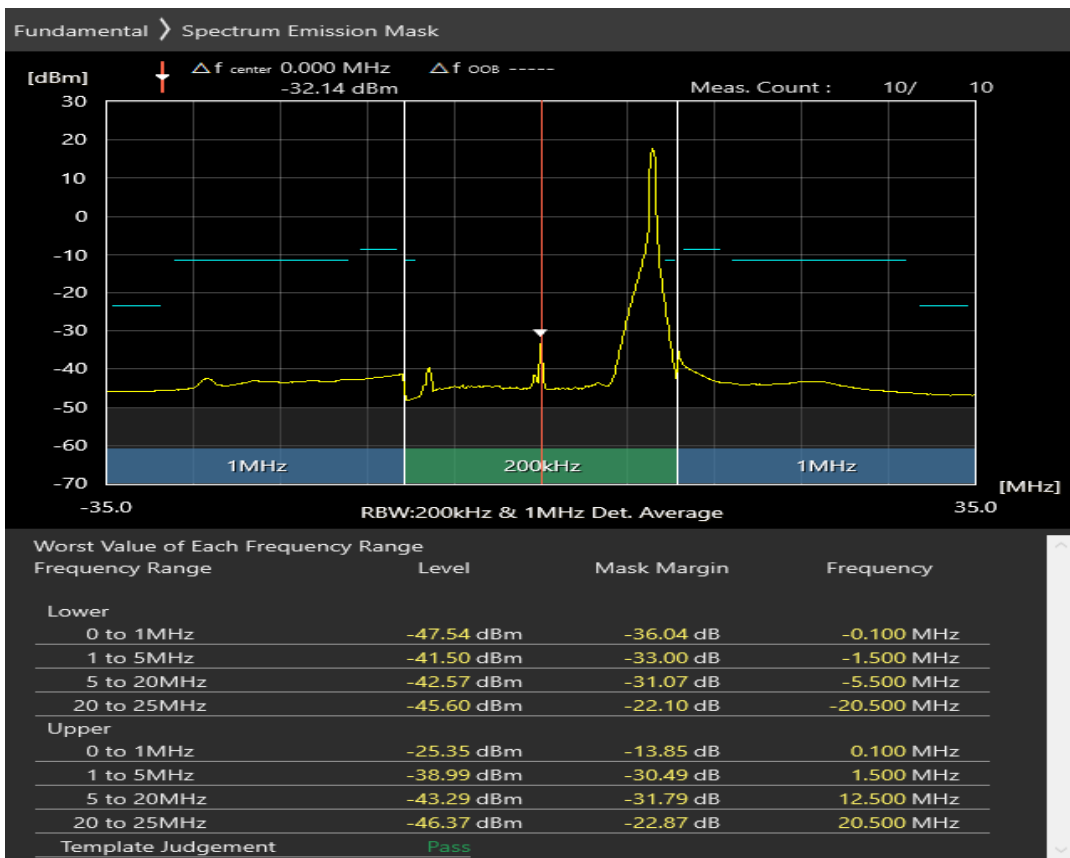 Fundamental ❯ Spectrum Emission Mask
[dBm] △f center 0.000 MHz △f OOB -----
-32.14 dBm Meas. Count : 10/ 10
30
20
10
0
-10
-20
-30
-40
-50
-60
1MHz 200kHz 1MHz
-70
[MHz]
-35.0 RBW:200kHz & 1MHz Det. Average 35.0
Worst Value of Each Frequency Range
Frequency Range Level Mask Margin Frequency
Lower
0 to 1MHz -47.54 dBm -36.04 dB -0.100 MHz
1 to 5MHz -41.50 dBm -33.00 dB -1.500 MHz
5 to 20MHz -42.57 dBm -31.07 dB -5.500 MHz
20 to 25MHz -45.60 dBm -22.10 dB -20.500 MHz
Upper
0 to 1MHz -25.35 dBm -13.85 dB 0.100 MHz
1 to 5MHz -38.99 dBm -30.49 dB 1.500 MHz
5 to 20MHz -43.29 dBm -31.79 dB 12.500 MHz
20 to 25MHz -46.37 dBm -22.87 dB 20.500 MHz
Template Judgement Pass